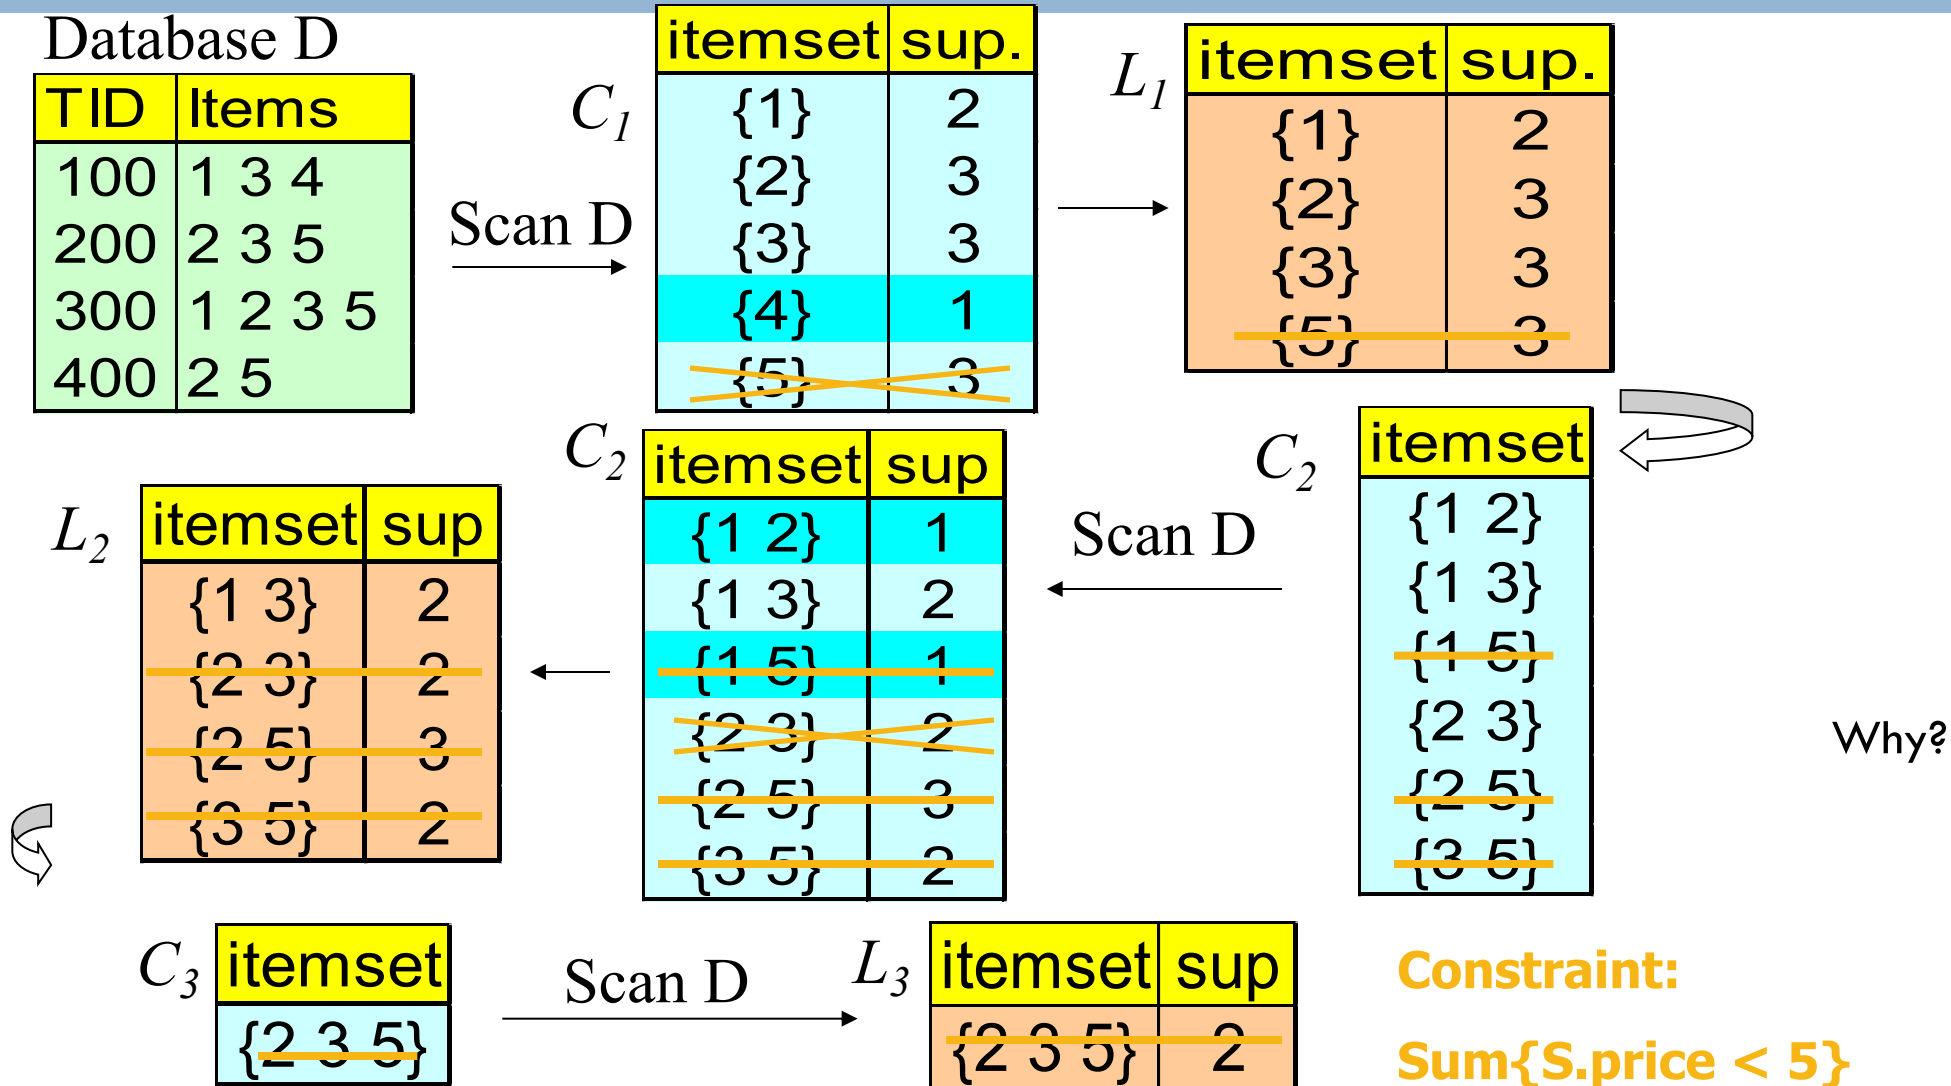 Database D
TID Items
100 1 3 4
200 2 3 5
300 1 2 3 5
400 2 5
Scan D
C1
itemset sup.
{1} 2
{2} 3
{3} 3
{4} 1
{5} 3
L1
itemset sup.
{1} 2
{2} 3
{3} 3
{5} 3
C2
itemset
{1 2}
{1 3}
{1 5}
{2 3}
{2 5}
{3 5}
Why?
Scan D
C2
itemset sup
{1 2} 1
{1 3} 2
{1 5} 1
{2 3} 2
{2 5} 3
{3 5} 2
L2
itemset sup
{1 3} 2
{2 3} 2
{2 5} 3
{3 5} 2
C3
itemset
{2 3 5}
Scan D
L3
itemset sup
{2 3 5} 2
Constraint:
Sum{S.price < 5}